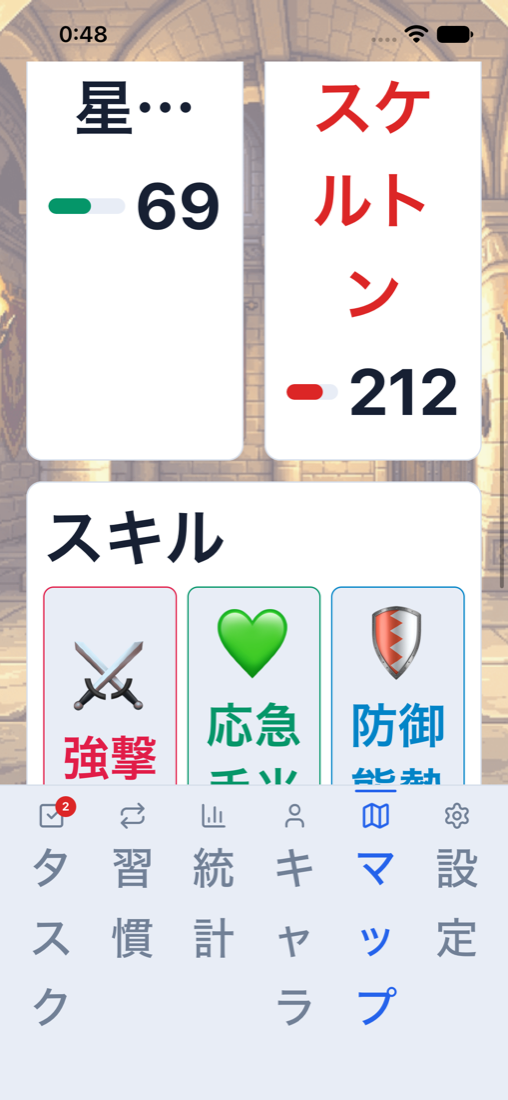 0:48
星…
69
スケ
ルト
ン
212
スキル
強撃
応急
防御
2
タ
ス
ク
習
慣
統
計
キ
ャ
ラ
マ
ッ
プ
設
定